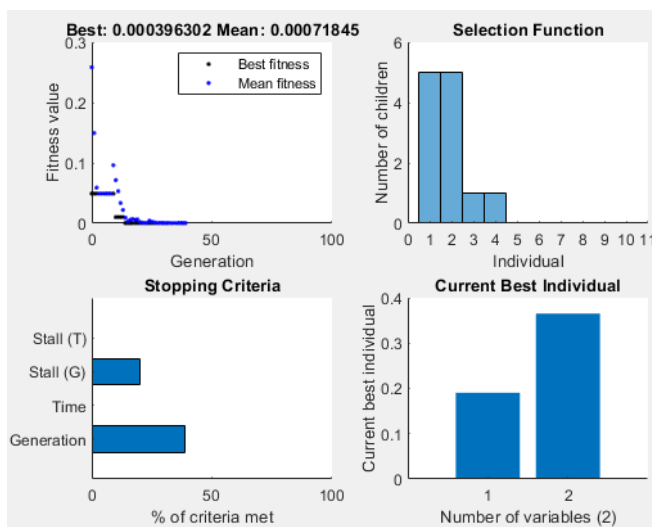 Best: 0.000396302 Mean: 0.00071845
0.3
0.2
0.1
0
Fitness value
Best fitness
Mean fitness
0 50 100
Generation
Selection Function
6
4
2
0
Number of children
0 1 2 3 4 5 6 7 8 9 10 11
Individual
Stopping Criteria
Stall (T)
Stall (G)
Time
Generation
0 50 100
% of criteria met
Current Best Individual
0.4
0.3
0.2
0.1
0
Current best individual
1 2
Number of variables (2)